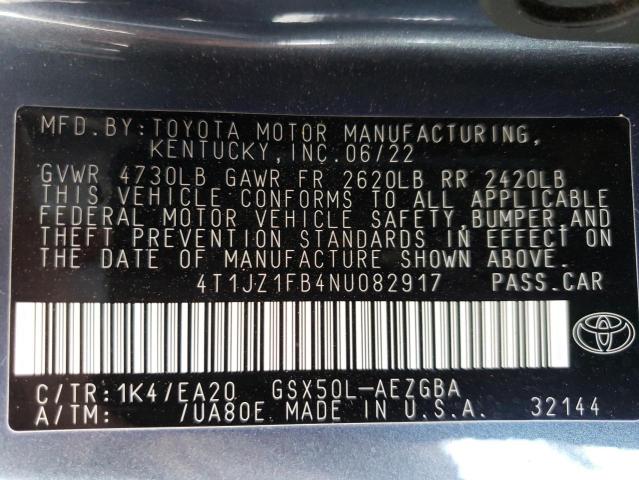 MFD. BY: TOYOTA MOTOR MANUFACTURING,
KENTUCKY, INC. 06/22
GVWR 4730LB GAWR FR 2620LB RR 2420LB
THIS VEHICLE CONFORMS TO ALL APPLICABLE
FEDERAL MOTOR VEHICLE SAFETY, BUMPER, AND
THEFT PREVENTION STANDARDS IN EFFECT ON
THE DATE OF MANUFACTURE SHOWN ABOVE.
4T1JZ1FB4NU082917 PASS. CAR
C/TR: 1K4/EA20 GSX50L-AEZGBA
A/TM: /UA80E MADE IN U.S.A. 32144